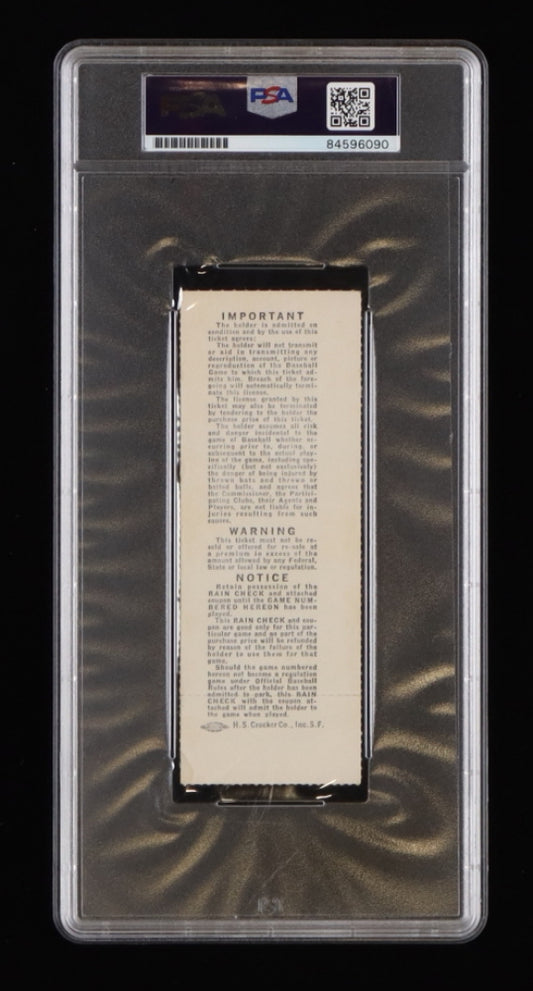 PSA
PSA
84596090
IMPORTANT
The holder is admitted on
condition and by the use of this
ticket agrees:
The holder will not transmit
or aid in transmitting any
description, account, picture or
reproduction of the Baseball
Game to which this ticket ad-
mits him. Breach of the fore-
going will automatically termi-
nate this license.
The license granted by this
ticket may also be terminated
by tendering to the holder the
purchase price of this ticket.
The holder assumes all risk
and danger incidental to the
game of Baseball whether oc-
curring prior to, during, or
subsequent to the actual play-
ing of the game, including spe-
cifically (but not exclusively)
the danger of being injured by
thrown bats and thrown or
batted balls, and agrees that
the Commissioner, the Partici-
pating Clubs, their Agents and
Players, are not liable for in-
juries resulting from such
causes.
WARNING
This ticket must not be re-
sold or offered for re-sale at
a premium in excess of the
amount allowed by any Federal,
State or local law or regulation.
NOTICE
Retain possession of the
RAIN CHECK and attached
coupon until the GAME NUM-
BERED HEREON has been
played.
This RAIN CHECK and cou-
pon are good only for this par-
ticular game and no part of the
purchase price will be refunded
by reason of the failure of the
holder to use them for that
game.
Should the game numbered
hereon not become a regulation
game under Official Baseball
Rules after the holder has been
admitted to park, this RAIN
CHECK with the coupon at-
tached will admit the holder to
the game when played.
H. S. Crocker Co., Inc. S.F.
PSA